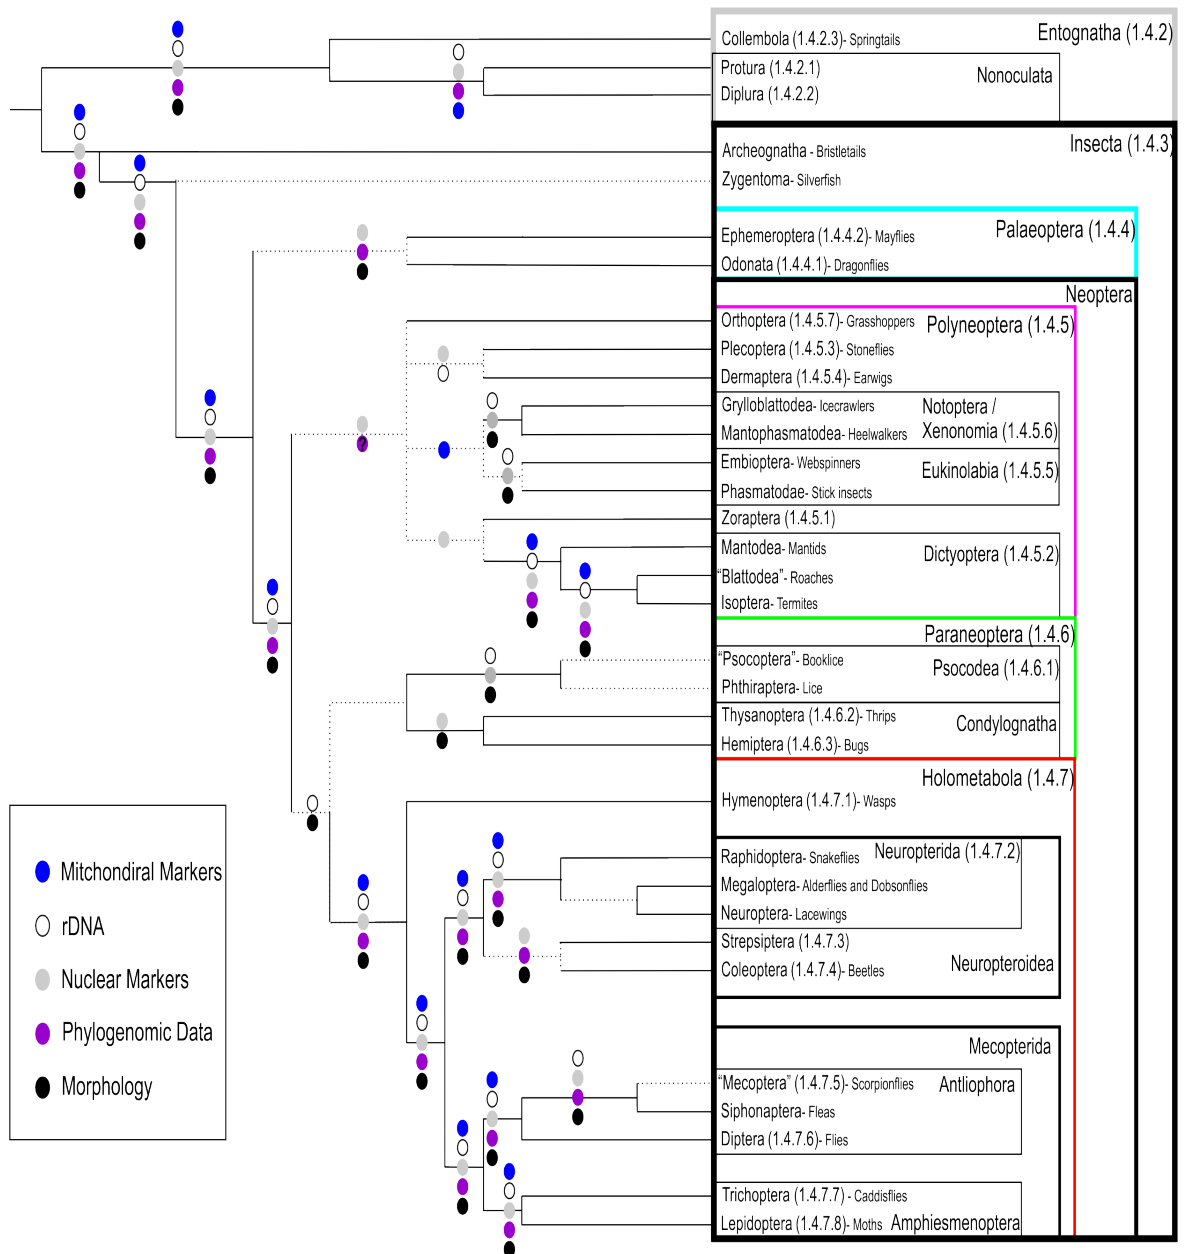 Entognatha (1.4.2)
Collembola (1.4.2.3)- Springtails
Protura (1.4.2.1)
Nonoculata
Diplura (1.4.2.2)
Insecta (1.4.3)
Archeognatha - Bristletails
Zygentoma- Silverfish
Palaeoptera (1.4.4)
Ephemeroptera (1.4.4.2)- Mayflies
Odonata (1.4.4.1)- Dragonflies
Neoptera
Orthoptera (1.4.5.7)- Grasshoppers
Polyneoptera (1.4.5)
Plecoptera (1.4.5.3)- Stoneflies
Dermaptera (1.4.5.4)- Earwigs
Grylloblattodea- Icecrawlers
Notoptera /
Xenonomia (1.4.5.6)
Mantophasmatodea- Heelwalkers
?
Embioptera- Webspinners
Eukinolabia (1.4.5.5)
Phasmatodae- Stick insects
Zoraptera (1.4.5.1)
Mantodea- Mantids
Dictyoptera (1.4.5.2)
“Blattodea”- Roaches
Isoptera- Termites
Paraneoptera (1.4.6)
“Psocoptera”- Booklice
Psocodea (1.4.6.1)
Phthiraptera- Lice
Thysanoptera (1.4.6.2)- Thrips
Condylognatha
Hemiptera (1.4.6.3)- Bugs
Holometabola (1.4.7)
Hymenoptera (1.4.7.1)- Wasps
Raphidoptera- Snakeflies
Neuropterida (1.4.7.2)
Megaloptera- Alderflies and Dobsonflies
Neuroptera- Lacewings
Strepsiptera (1.4.7.3)
Coleoptera (1.4.7.4)- Beetles
Neuropteroidea
Mecopterida
“Mecoptera” (1.4.7.5)- Scorpionflies
Antliophora
Siphonaptera- Fleas
Diptera (1.4.7.6)- Flies
Trichoptera (1.4.7.7) - Caddisflies
Lepidoptera (1.4.7.8)- Moths
Amphiesmenoptera
Mitchondiral Markers
rDNA
Nuclear Markers
Phylogenomic Data
Morphology